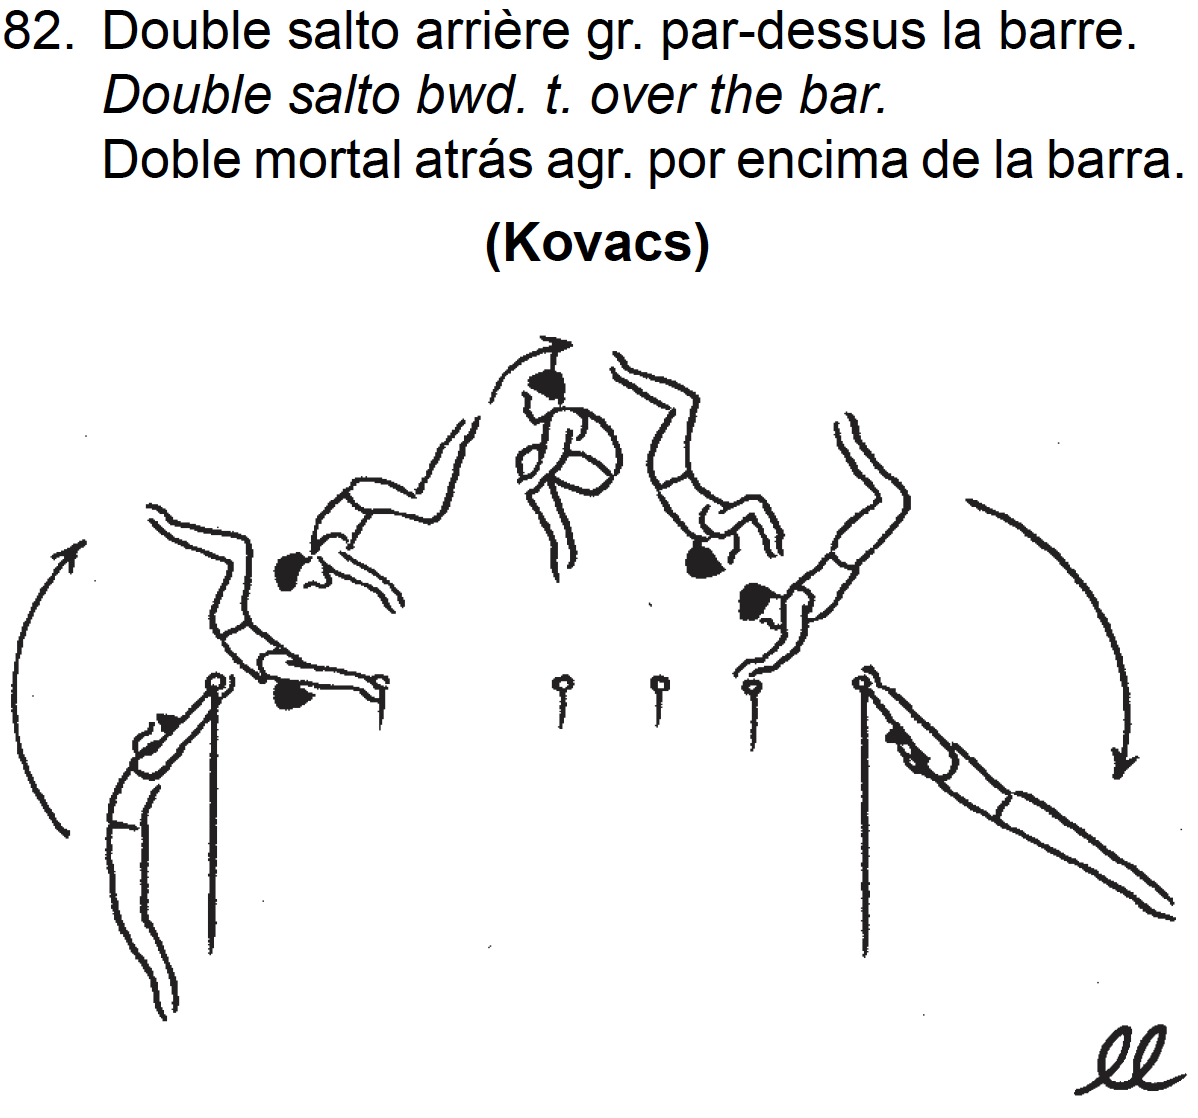 82. Double salto arrière gr. par-dessus la barre.
Double salto bwd. t. over the bar.
Doble mortal atrás agr. por encima de la barra.
(Kovacs)